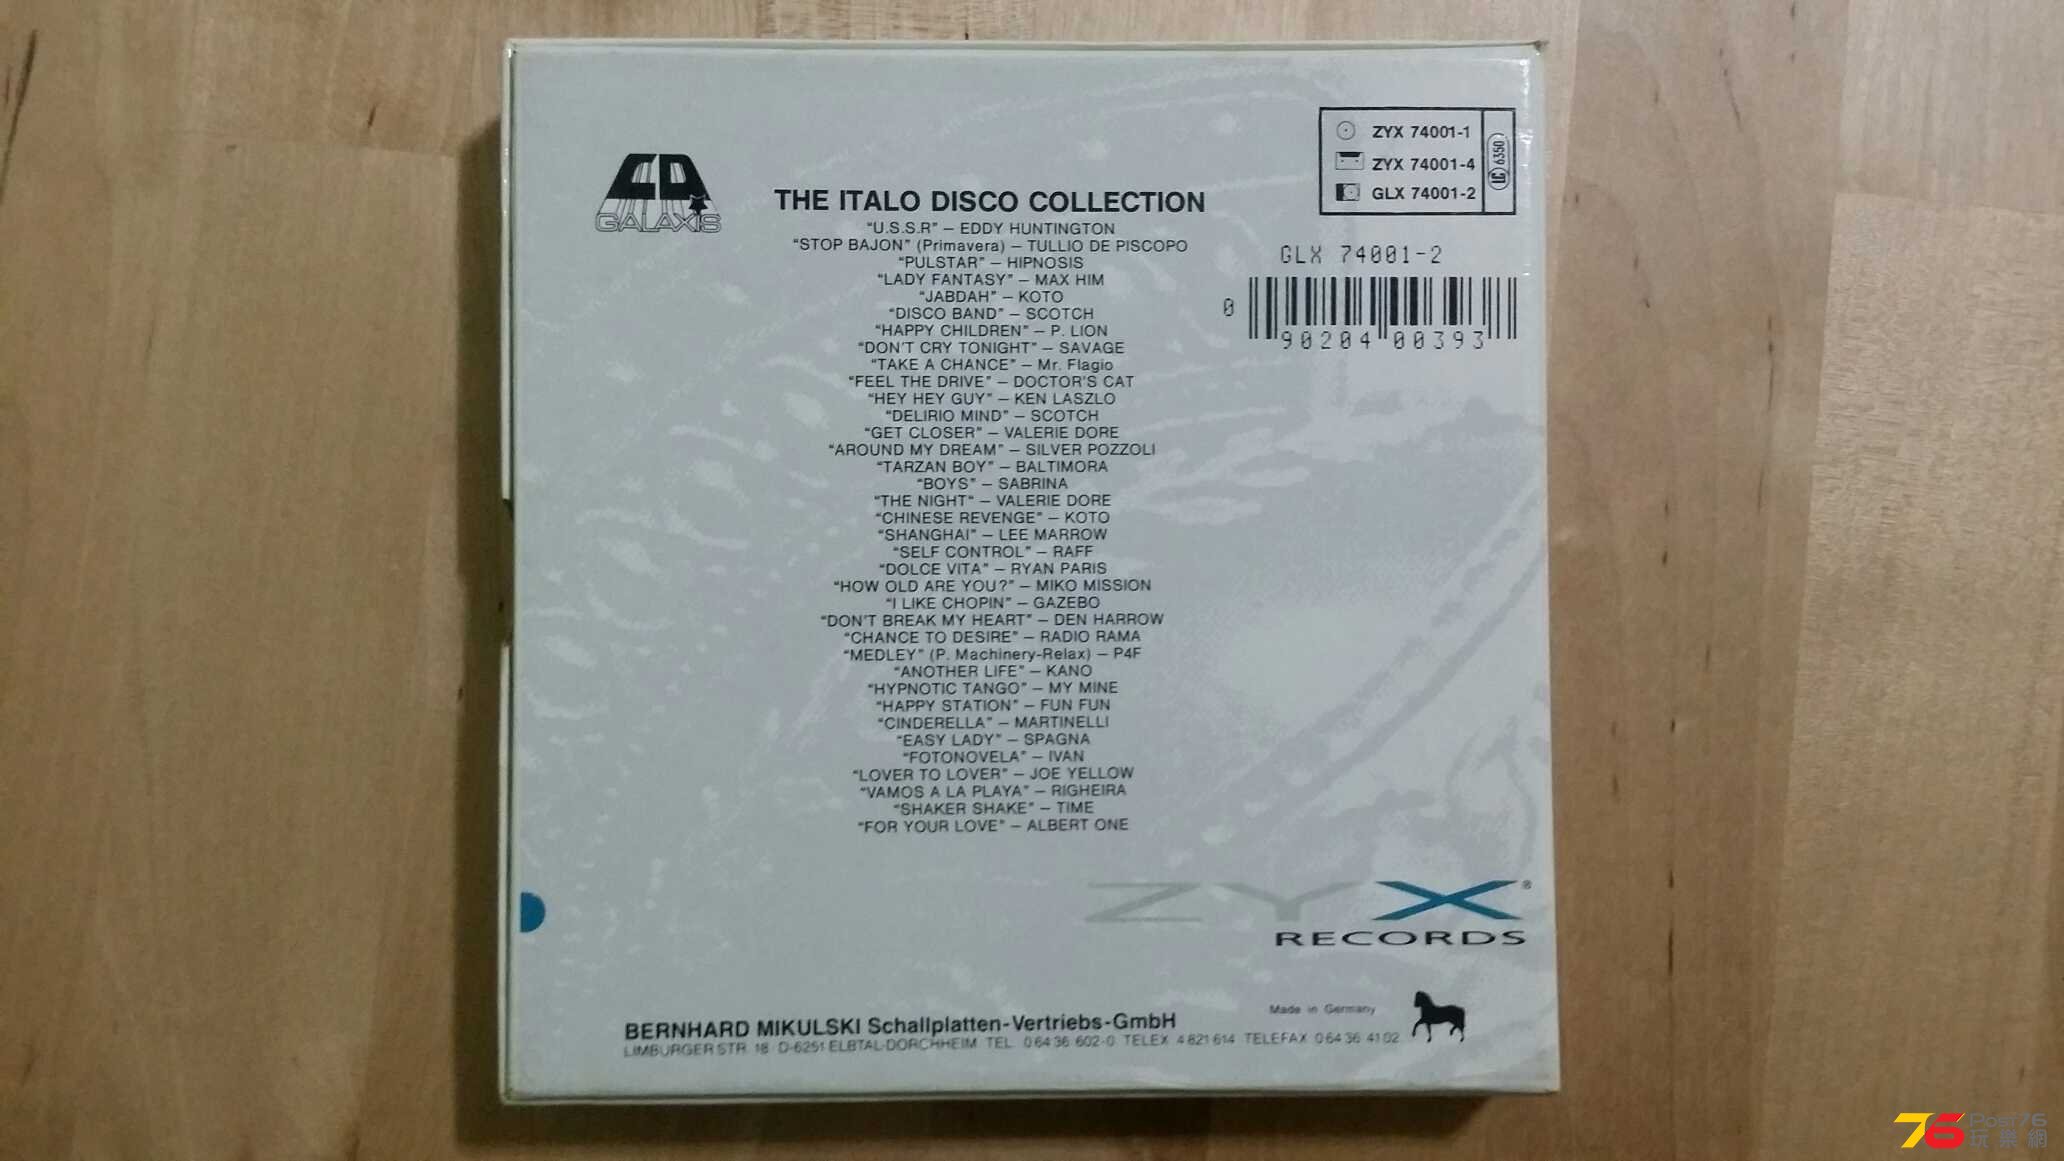 CD
GALAXIS
ZYX 74001-1
ZYX 74001-4
GLX 74001-2
LC 6350
GLX 74001-2
0 90204 00393
THE ITALO DISCO COLLECTION
"U.S.S.R" – EDDY HUNTINGTON
"STOP BAJON" (Primavera) – TULLIO DE PISCOPO
"PULSTAR" – HIPNOSIS
"LADY FANTASY" – MAX HIM
"JABDAH" – KOTO
"DISCO BAND" – SCOTCH
"HAPPY CHILDREN" – P. LION
"DON'T CRY TONIGHT" – SAVAGE
"TAKE A CHANCE" – Mr. Flagio
"FEEL THE DRIVE" – DOCTOR'S CAT
"HEY HEY GUY" – KEN LASZLO
"DELIRIO MIND" – SCOTCH
"GET CLOSER" – VALERIE DORE
"AROUND MY DREAM" – SILVER POZZOLI
"TARZAN BOY" – BALTIMORA
"BOYS" – SABRINA
"THE NIGHT" – VALERIE DORE
"CHINESE REVENGE" – KOTO
"SHANGHAI" – LEE MARROW
"SELF CONTROL" – RAFF
"DOLCE VITA" – RYAN PARIS
"HOW OLD ARE YOU?" – MIKO MISSION
"I LIKE CHOPIN" – GAZEBO
"DON'T BREAK MY HEART" – DEN HARROW
"CHANCE TO DESIRE" – RADIO RAMA
"MEDLEY" (P. Machinery-Relax) – P4F
"ANOTHER LIFE" – KANO
"HYPNOTIC TANGO" – MY MINE
"HAPPY STATION" – FUN FUN
"CINDERELLA" – MARTINELLI
"EASY LADY" – SPAGNA
"FOTONOVELA" – IVAN
"LOVER TO LOVER" – JOE YELLOW
"VAMOS A LA PLAYA" – RIGHEIRA
"SHAKER SHAKE" – TIME
"FOR YOUR LOVE" – ALBERT ONE
ZYX®
RECORDS
Made in Germany
BERNHARD MIKULSKI Schallplatten-Vertriebs-GmbH
LIMBURGER STR. 18 D-6251 ELBTAL-DORCHHEIM TEL. 0 64 36 602-0 TELEX 4 821 614 TELEFAX 0 64 36 41 02
76 Post76
玩樂網